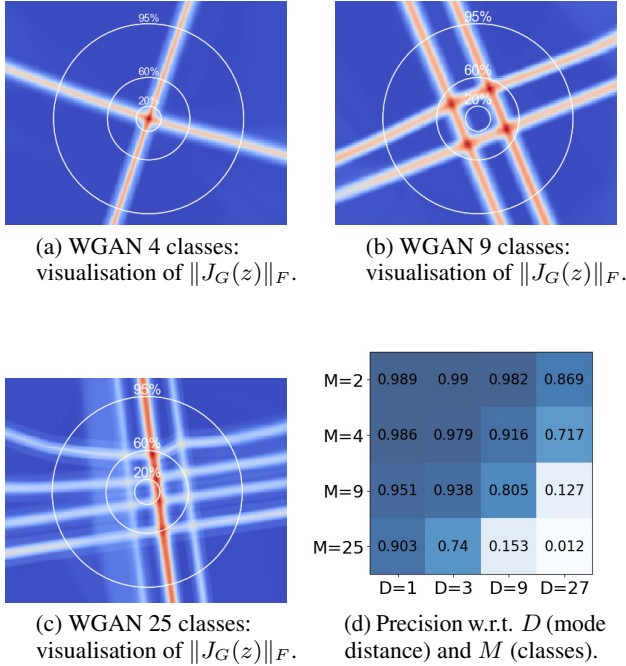 95%
60%
20%
95%
60%
20%
(a) WGAN 4 classes:
visualisation of ‖J_G(z)‖_F.
(b) WGAN 9 classes:
visualisation of ‖J_G(z)‖_F.
95%
60%
20%
M=2 0.989 0.99 0.982 0.869
M=4 0.986 0.979 0.916 0.717
M=9 0.951 0.938 0.805 0.127
M=25 0.903 0.74 0.153 0.012
D=1 D=3 D=9 D=27
(c) WGAN 25 classes:
visualisation of ‖J_G(z)‖_F.
(d) Precision w.r.t. D (mode
distance) and M (classes).